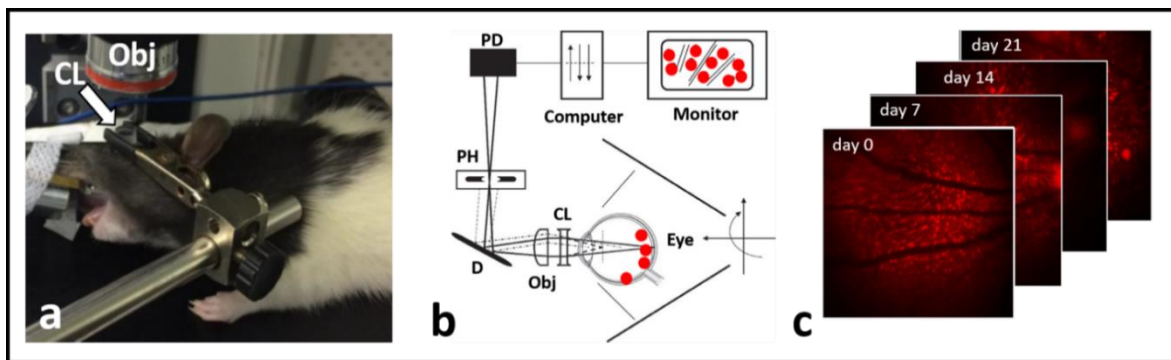 Obj
CL
a
PD
Computer
Monitor
PH
D
Obj
CL
Eye
b
day 21
day 14
day 7
day 0
c